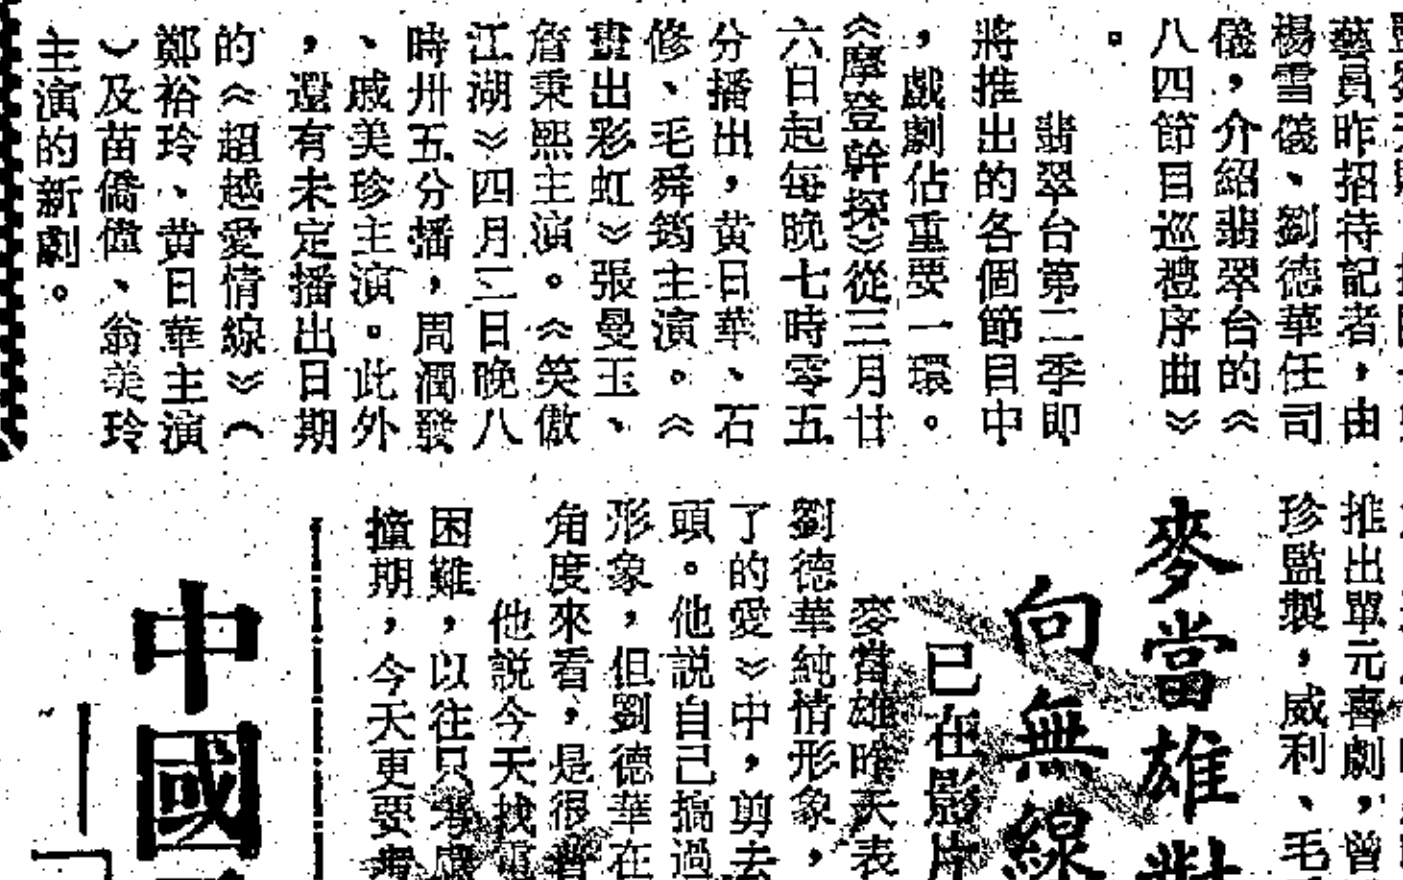 藝員昨招待記者，由
楊雪儀、劉德華任司
儀，介紹翡翠台的《
八四節目巡禮序曲》
。
翡翠台第二季即
將推出的各個節目中
，戲劇佔重要一環。
《摩登幹探》從三月廿
六日起每晚七時零五
分播出，黄日華、石
修、毛舜筠主演。《
畫出彩虹》張曼玉、
詹秉熙主演。《笑傲
江湖》四月二日晚八
時卅五分播，周潤發
、戚美珍主演。此外
，還有未定播出日期
的《超越愛情線》（
鄭裕玲、黄日華主演
）及苗僑偉、翁美玲
主演的新劇。
推出單元喜劇，曾
珍監製，威利、毛
麥當雄對
向無線
已在影片
麥當雄昨天表
劉德華純情形象，
了的愛》中，剪去
頭。他説自己搞過
形象，但劉德華在
角度來看，是很
他説今天找
困難，以往只考慮
撞期，今天更要考
中國